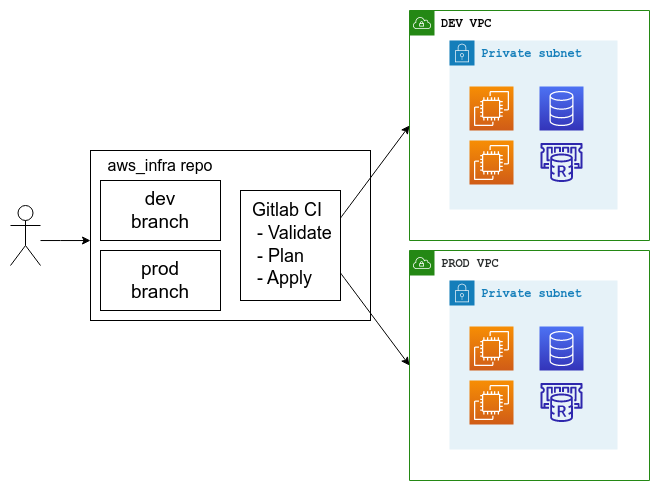 aws_infra repo
dev
branch
prod
branch
Gitlab CI
- Validate
- Plan
- Apply
DEV VPC
Private subnet
R
PROD VPC
Private subnet
R